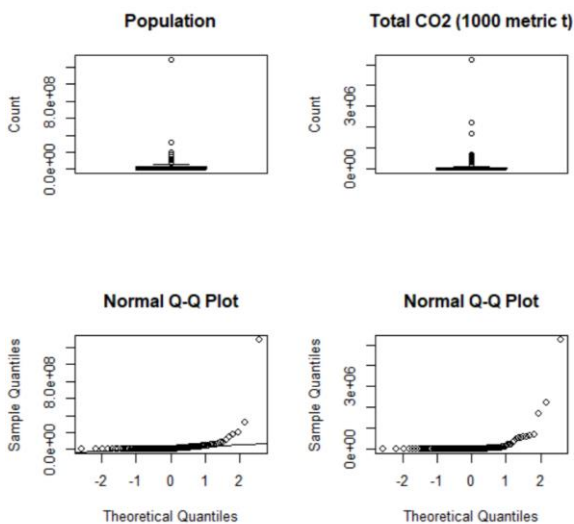 Population
Count
0.0e+00
8.0e+08
Total CO2 (1000 metric t)
Count
0e+00
3e+06
Normal Q-Q Plot
Sample Quantiles
0.0e+00
8.0e+08
-2 -1 0 1 2
Theoretical Quantiles
Normal Q-Q Plot
Sample Quantiles
0e+00
3e+06
-2 -1 0 1 2
Theoretical Quantiles